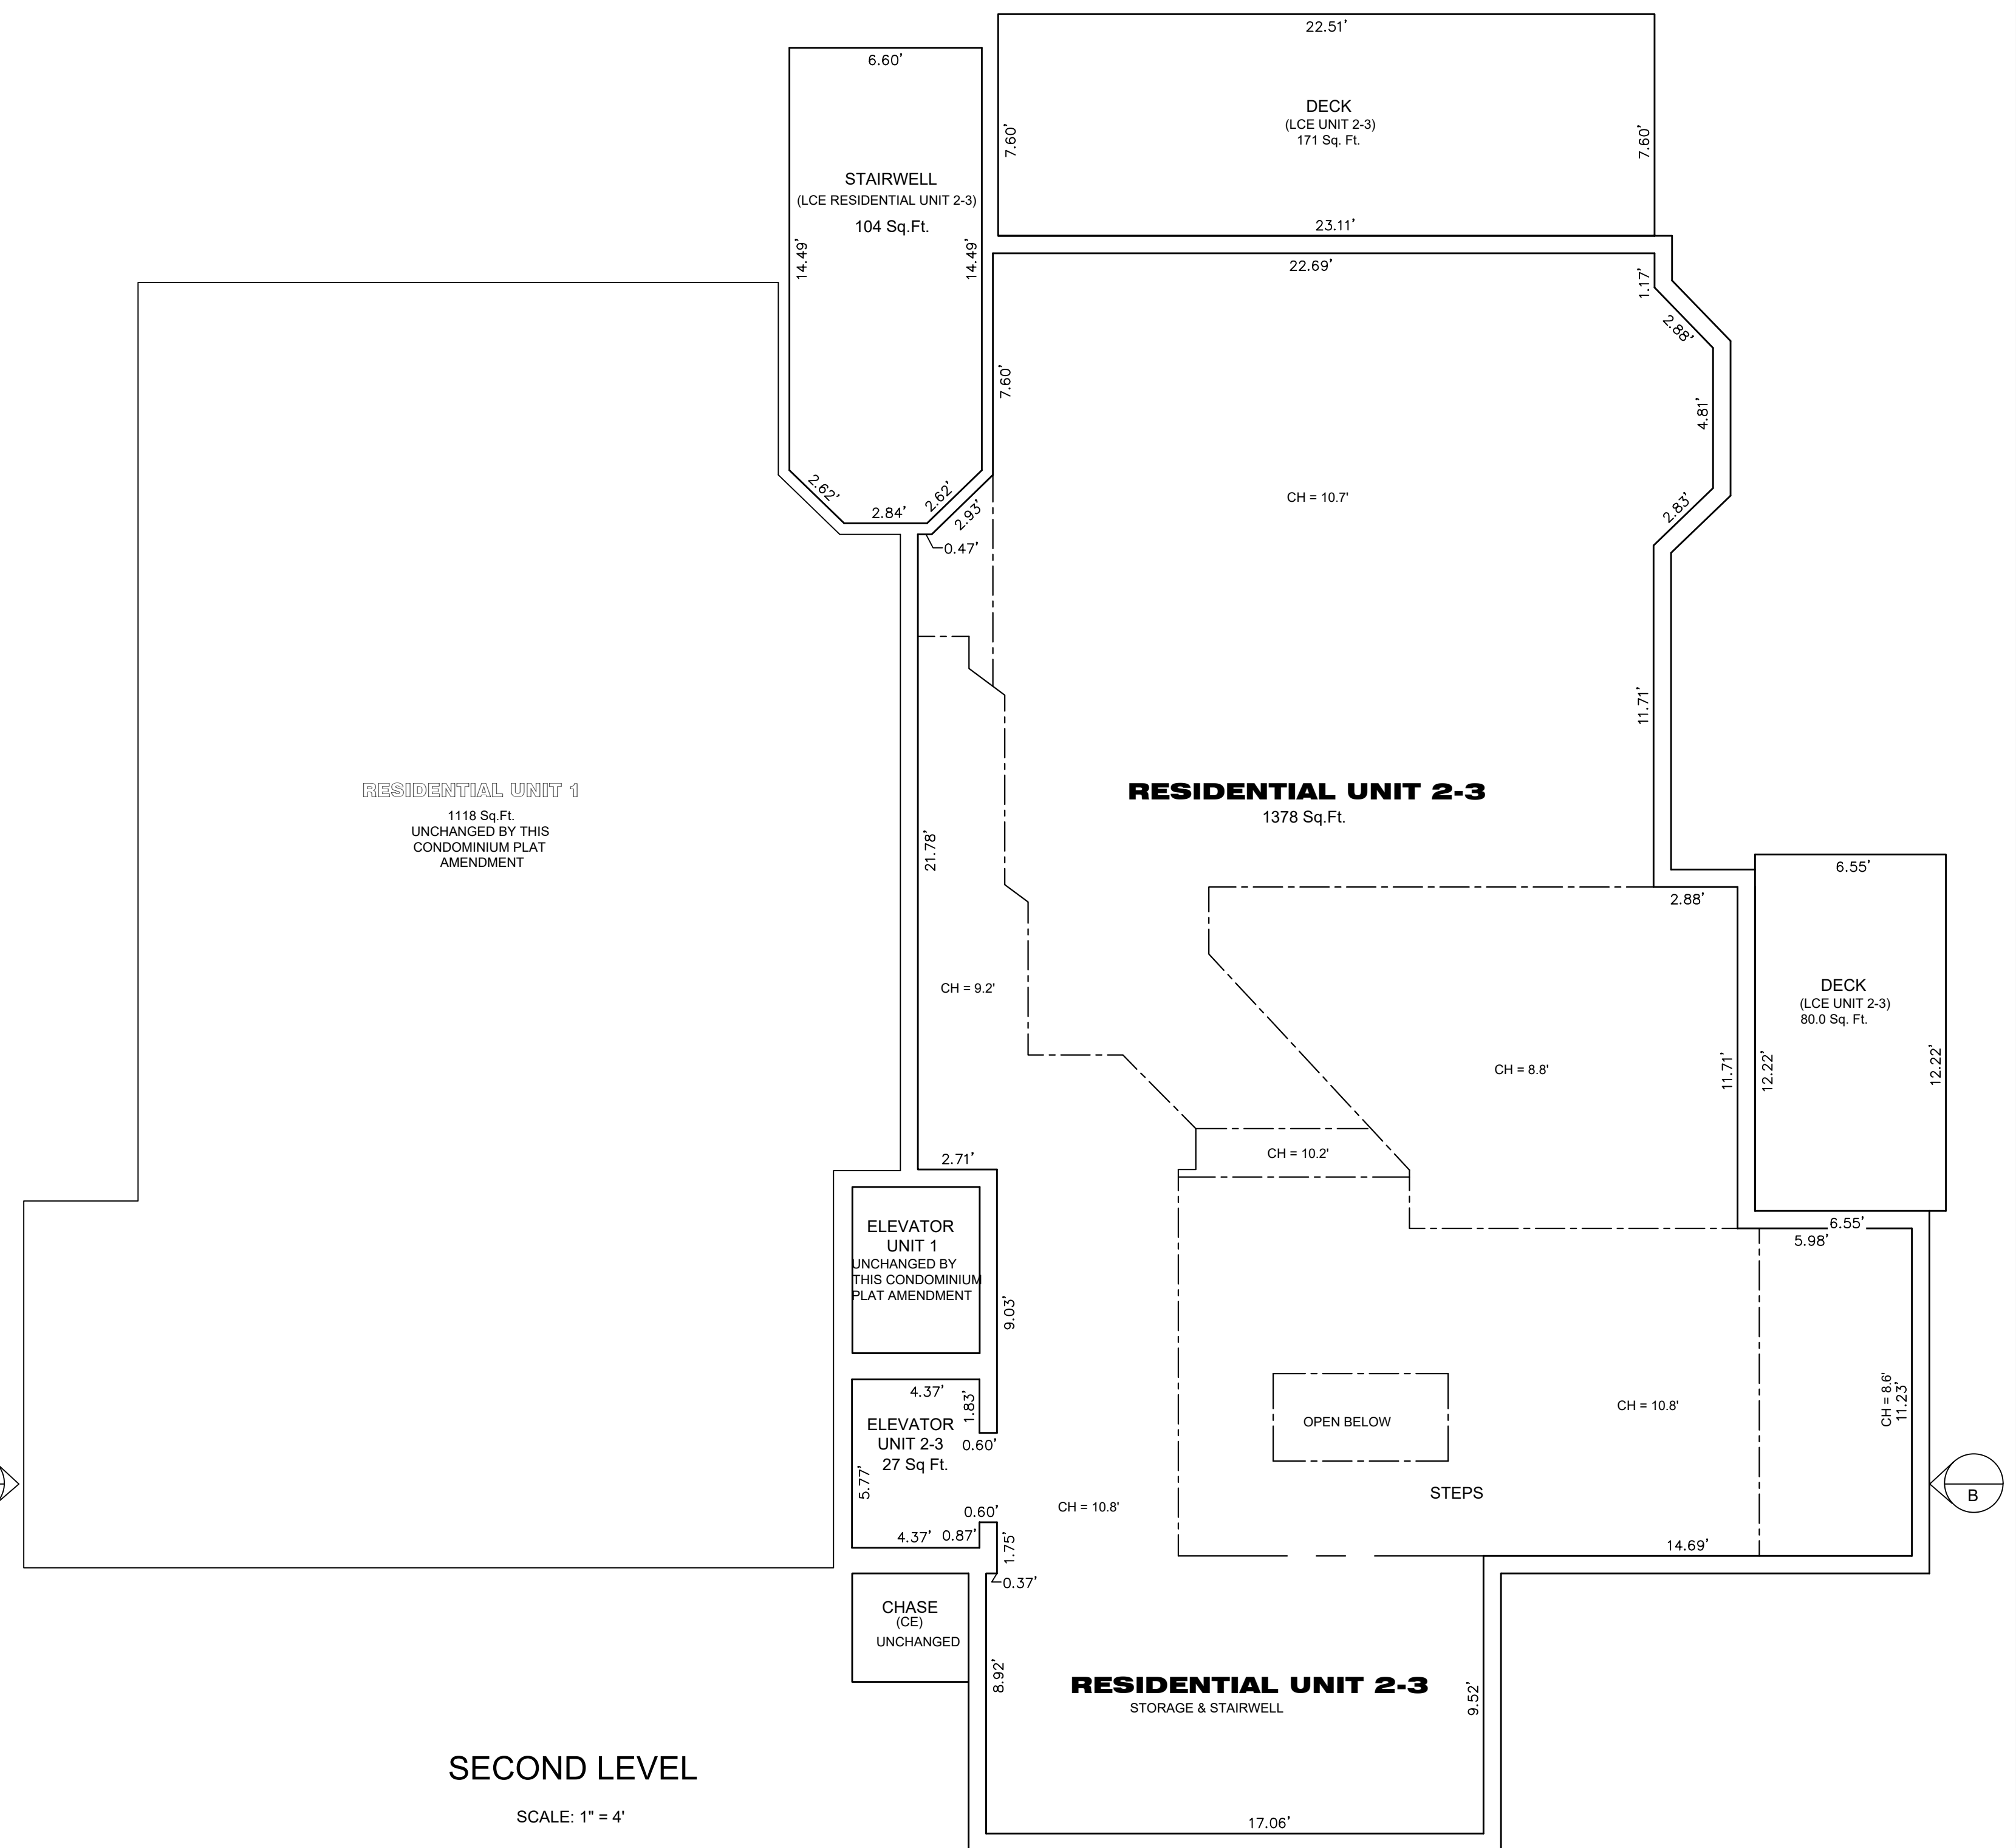 22.51'
6.60'
DECK
(LCE UNIT 2-3)
171 Sq. Ft.
7.60'
7.60'
STAIRWELL
(LCE RESIDENTIAL UNIT 2-3)
104 Sq.Ft.
23.11'
14.49'
14.49'
22.69'
1.17'
2.88'
7.60'
4.81'
2.62'
2.62'
2.84'
2.93'
0.47'
CH = 10.7'
2.83'
11.71'
RESIDENTIAL UNIT 1
1118 Sq.Ft.
UNCHANGED BY THIS
CONDOMINIUM PLAT
AMENDMENT
RESIDENTIAL UNIT 2-3
1378 Sq.Ft.
21.78'
6.55'
2.88'
CH = 9.2'
DECK
(LCE UNIT 2-3)
80.0 Sq. Ft.
CH = 8.8'
11.71'
12.22'
12.22'
2.71'
CH = 10.2'
ELEVATOR
UNIT 1
UNCHANGED BY
THIS CONDOMINIUM
PLAT AMENDMENT
6.55'
5.98'
9.03'
4.37'
1.83'
ELEVATOR
UNIT 2-3
27 Sq Ft.
0.60'
5.77'
OPEN BELOW
CH = 10.8'
CH = 8.6'
11.23'
STEPS
B
CH = 10.8'
0.60'
4.37'
0.87'
1.75'
0.37'
14.69'
CHASE
(CE)
UNCHANGED
8.92'
RESIDENTIAL UNIT 2-3
STORAGE & STAIRWELL
9.52'
SECOND LEVEL
SCALE: 1" = 4'
17.06'